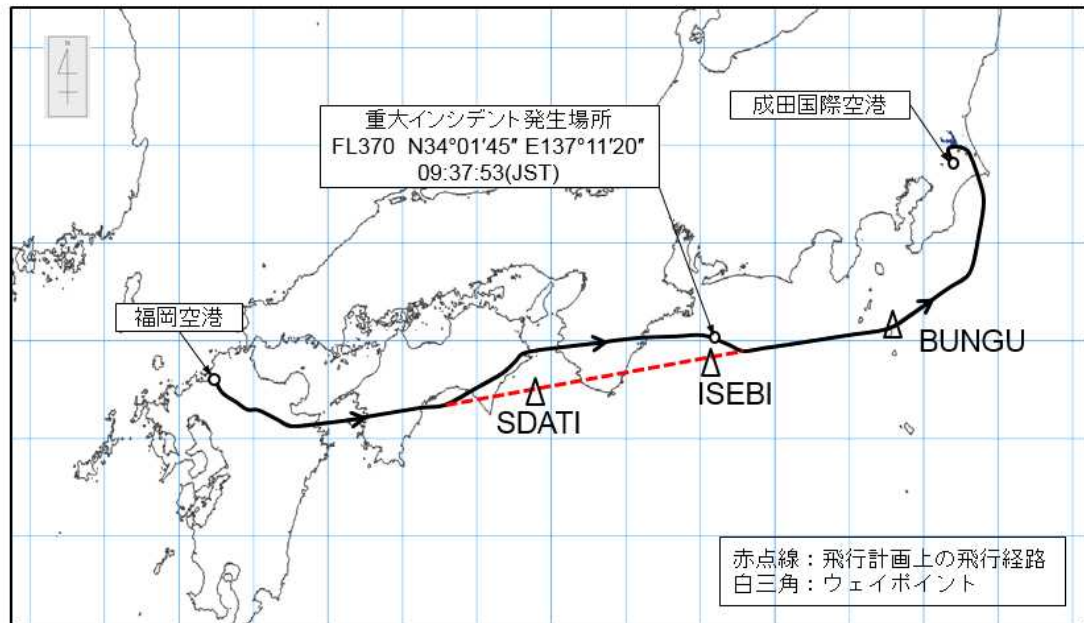 N
成田国際空港
重大インシデント発生場所
FL370 N34°01′45″ E137°11′20″
09:37:53(JST)
福岡空港
BUNGU
ISEBI
SDATI
赤点線：飛行計画上の飛行経路
白三角：ウェイポイント